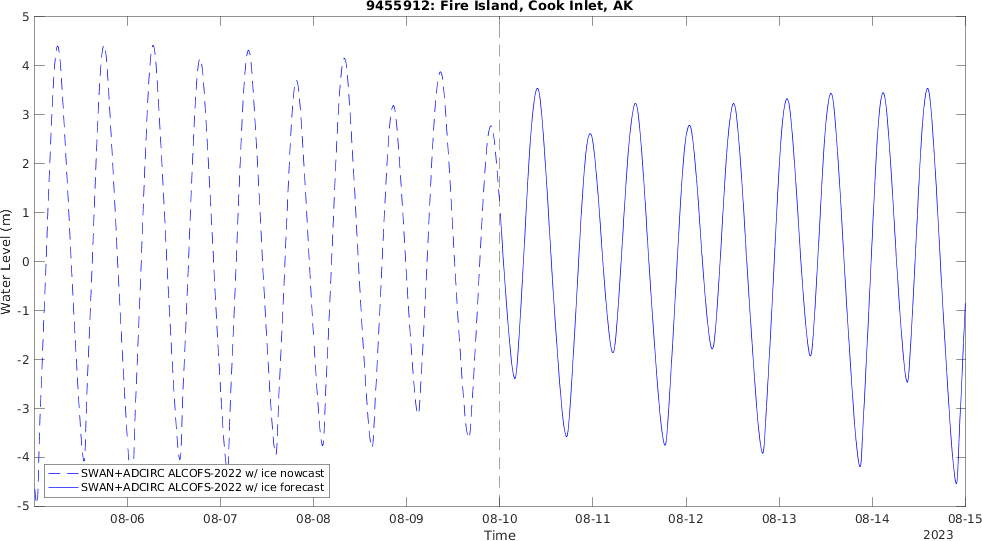 9455912: Fire Island, Cook Inlet, AK
5
4
3
2
1
0
-1
-2
-3
-4
-5
Water Level (m)
SWAN+ADCIRC ALCOFS-2022 w/ ice nowcast
SWAN+ADCIRC ALCOFS-2022 w/ ice forecast
08-06 08-07 08-08 08-09 08-10 08-11 08-12 08-13 08-14 08-15
Time
2023